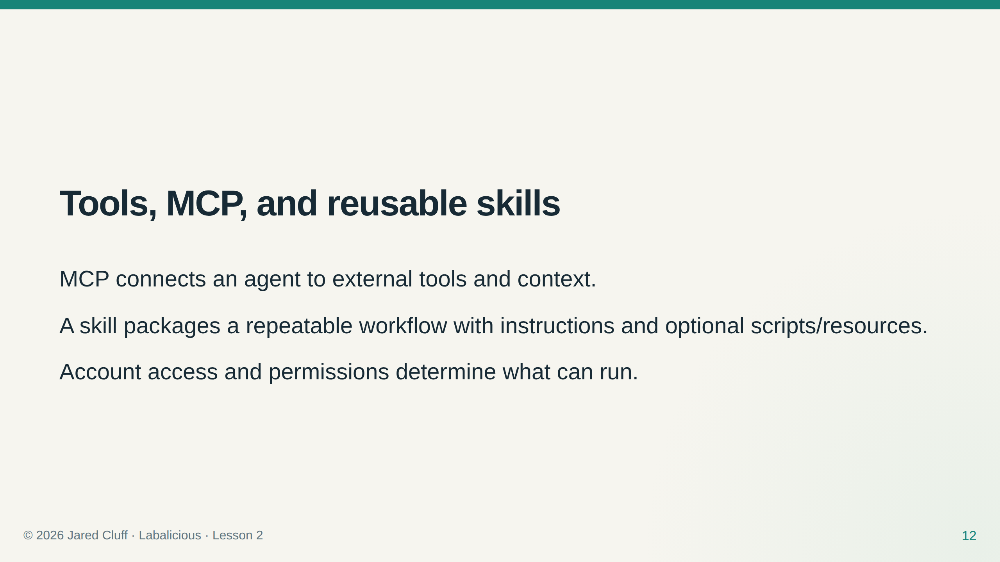 Tools, MCP, and reusable skills
MCP connects an agent to external tools and context.
A skill packages a repeatable workflow with instructions and optional scripts/resources.
Account access and permissions determine what can run.
© 2026 Jared Cluff · Labalicious · Lesson 2
12